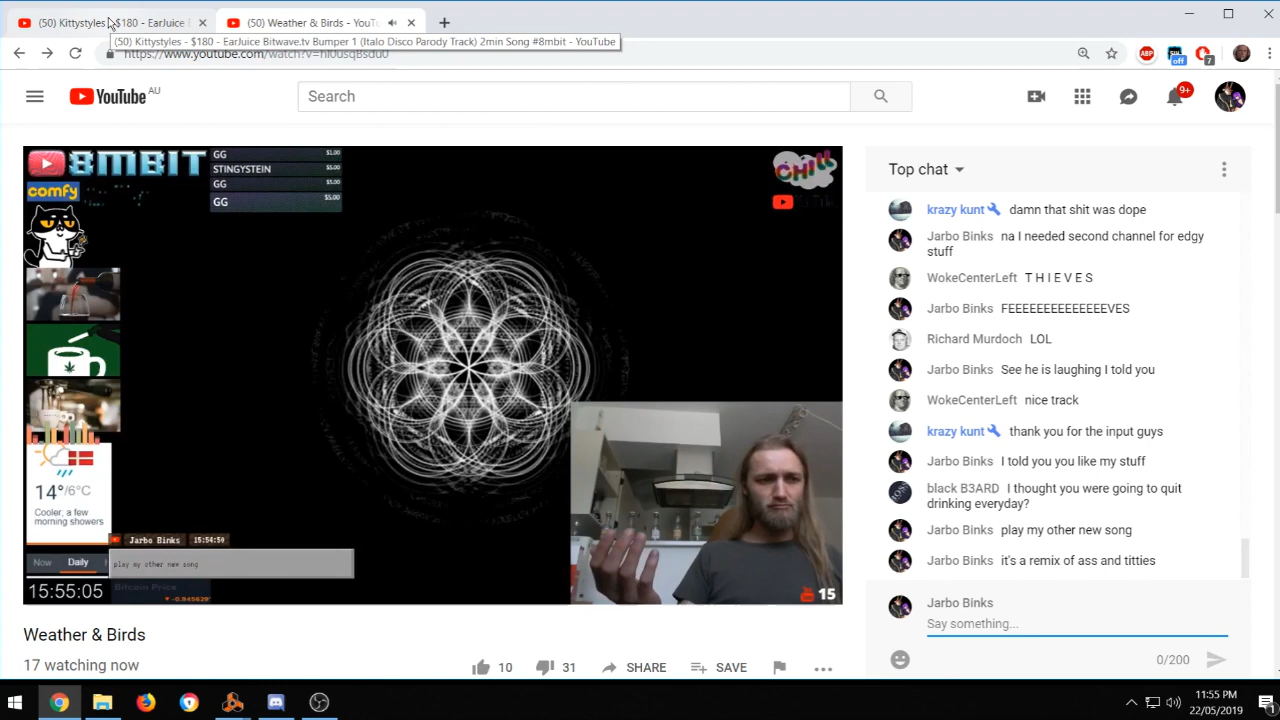 (50) Kittystyles - $180 - EarJuice B
(50) Weather & Birds - YouTu
(50) Kittystyles - $180 - EarJuice Bitwave.tv Bumper 1 (Italo Disco Parody Track) 2min Song #8mbit - YouTube
ABP
off
7
YouTube AU
Search
9+
8MBIT
comfy
GG $1.00
STINGYSTEIN $5.00
GG $3.00
GG $5.00
CHILL
14°/6°C
Cooler, a few
morning showers
Now Daily
Jarbo Binks 15:54:50
play my other new song
Bitcoin Price
15:55:05
15
Weather & Birds
17 watching now
10
31
SHARE
SAVE
Top chat
krazy kunt damn that shit was dope
Jarbo Binks na I needed second channel for edgy
stuff
WokeCenterLeft T H I E V E S
Jarbo Binks FEEEEEEEEEEEEEEVES
Richard Murdoch LOL
Jarbo Binks See he is laughing I told you
WokeCenterLeft nice track
krazy kunt thank you for the input guys
Jarbo Binks I told you you like my stuff
black B3ARD I thought you were going to quit
drinking everyday?
Jarbo Binks play my other new song
Jarbo Binks it's a remix of ass and titties
Jarbo Binks
Say something...
0/200
11:55 PM
22/05/2019
1